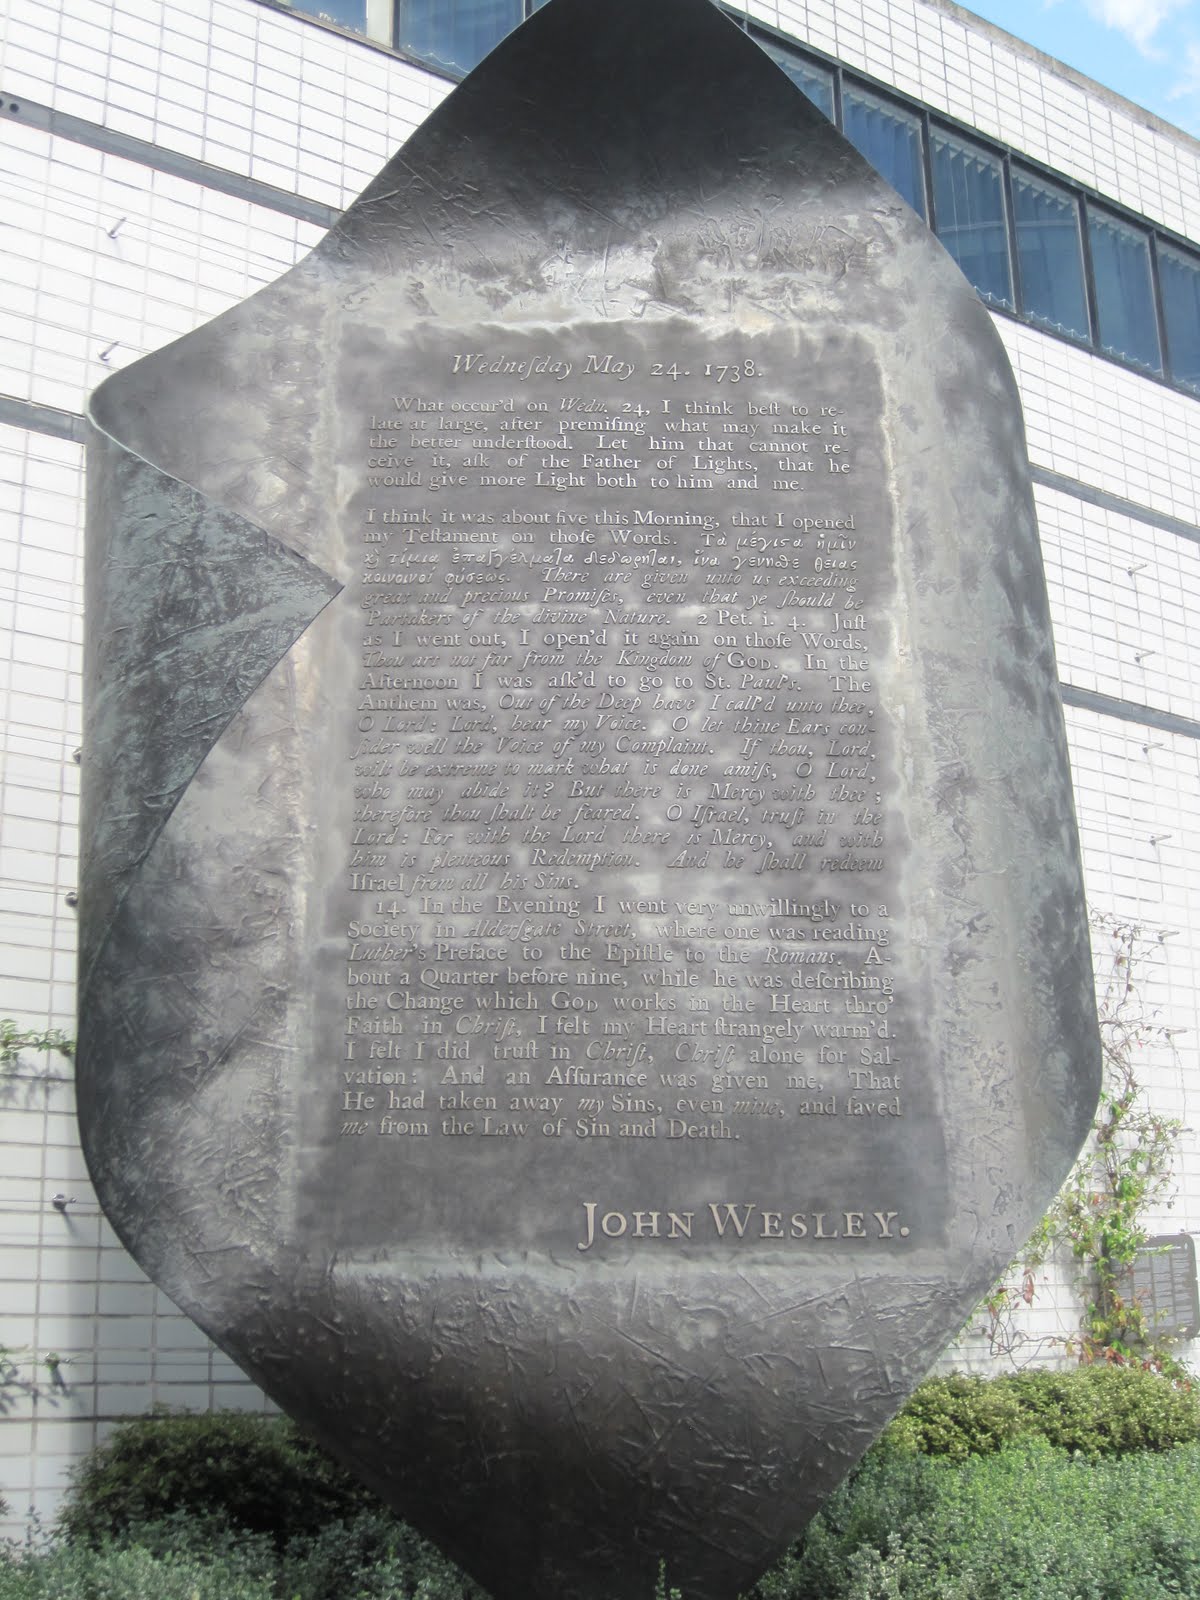 Wedneſday May 24. 1738.
What occur'd on Wedn. 24, I think beſt to re-
late at large, after premiſing what may make it
the better underſtood. Let him that cannot re-
ceive it, aſk of the Father of Lights, that he
would give more Light both to him and me.
I think it was about five this Morning, that I opened
my Teſtament on thoſe Words. Τὰ μέγιϛα ἡμῖν
ϗ τίμια ἐπαγγέλματα δεδωρηται, ἵνα γενηθε θειας
κοινωνοὶ φύσεως. There are given unto us exceeding
great and precious Promiſes, even that ye ſhould be
Partakers of the divine Nature. 2 Pet. i. 4. Juſt
as I went out, I open'd it again on thoſe Words,
Thou art not far from the Kingdom of GOD. In the
Afternoon I was aſk'd to go to St. Paul's. The
Anthem was, Out of the Deep have I call'd unto thee,
O Lord: Lord, hear my Voice. O let thine Ears con-
ſider well the Voice of my Complaint. If thou, Lord,
wilt be extreme to mark what is done amiſs, O Lord,
who may abide it? But there is Mercy with thee;
therefore thou ſhalt be feared. O Iſrael, truſt in the
Lord: For with the Lord there is Mercy, and with
him is plenteous Redemption. And he ſhall redeem
Iſrael from all his Sins.
14. In the Evening I went very unwillingly to a
Society in Alderſgate Street, where one was reading
Luther's Preface to the Epiſtle to the Romans. A-
bout a Quarter before nine, while he was deſcribing
the Change which GOD works in the Heart thro'
Faith in Chriſt, I felt my Heart ſtrangely warm'd.
I felt I did truſt in Chriſt, Chriſt alone for Sal-
vation: And an Aſſurance was given me, That
He had taken away my Sins, even mine, and ſaved
me from the Law of Sin and Death.
JOHN WESLEY.